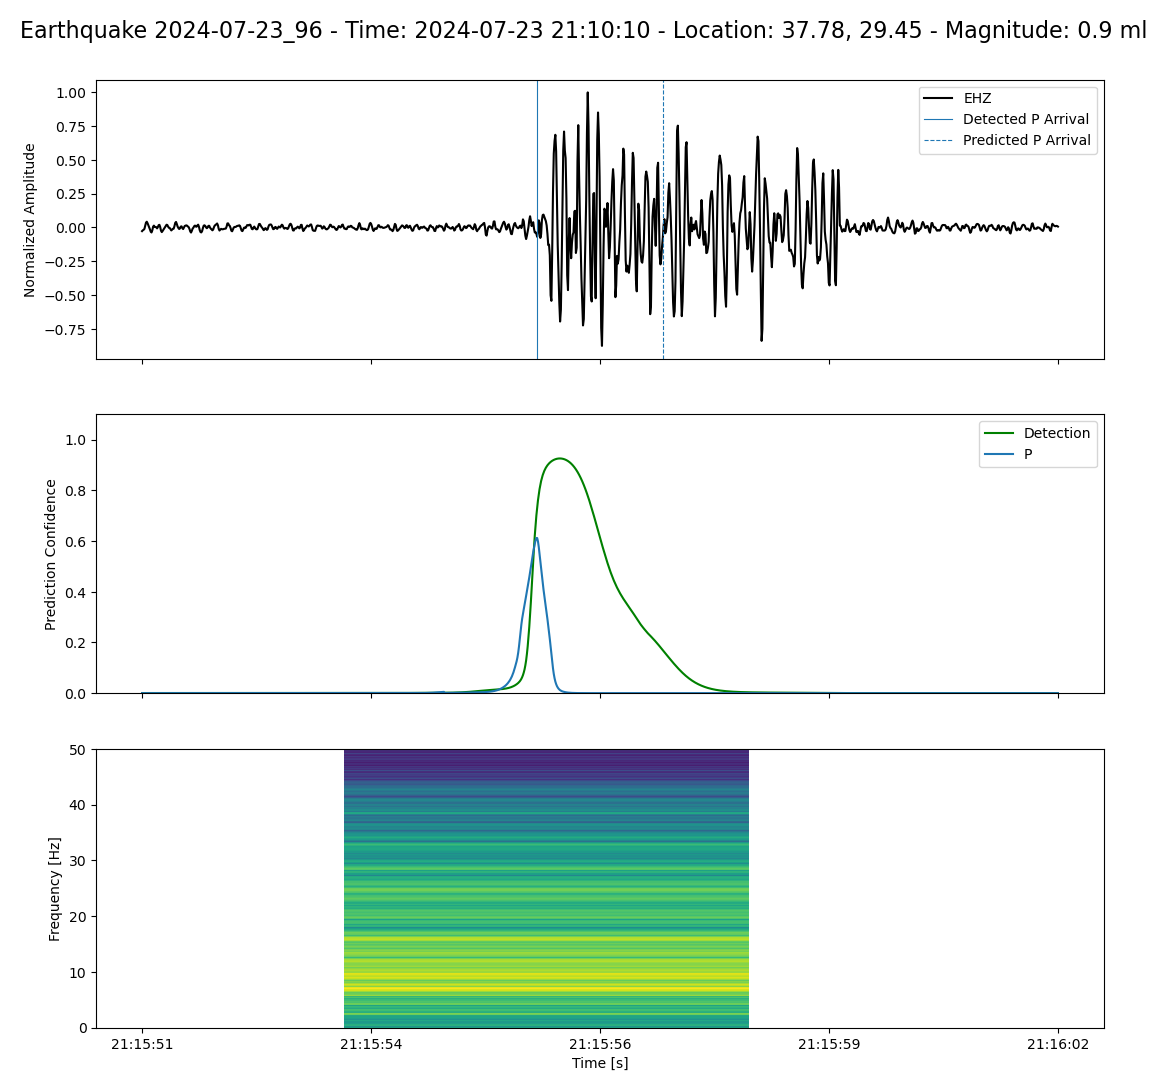 Earthquake 2024-07-23_96 - Time: 2024-07-23 21:10:10 - Location: 37.78, 29.45 - Magnitude: 0.9 ml
Normalized Amplitude
1.00
0.75
0.50
0.25
0.00
−0.25
−0.50
−0.75
EHZ
Detected P Arrival
Predicted P Arrival
Prediction Confidence
1.0
0.8
0.6
0.4
0.2
0.0
Detection
P
Frequency [Hz]
50
40
30
20
10
0
21:15:51 21:15:54 21:15:56 21:15:59 21:16:02
Time [s]